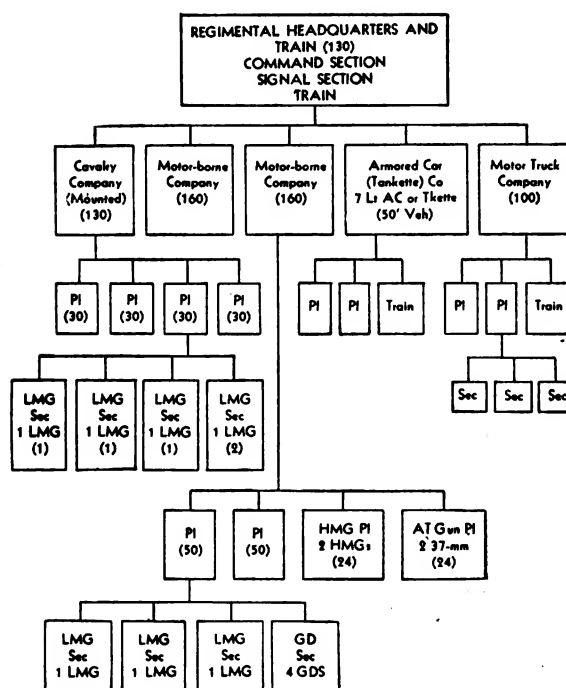 REGIMENTAL HEADQUARTERS AND
TRAIN (130)
COMMAND SECTION
SIGNAL SECTION
TRAIN
Cavalry
Company
(Mounted)
(130)
Motor-borne
Company
(160)
Motor-borne
Company
(160)
Armored Car
(Tankette) Co
7 Lt AC or Tkette
(50' Veh)
Motor Truck
Company
(100)
Pl
(30)
Pl
(30)
Pl
(30)
Pl
(30)
Pl
Pl
Train
Pl
Pl
Train
LMG
Sec
1 LMG
(1)
LMG
Sec
1 LMG
(1)
LMG
Sec
1 LMG
(1)
LMG
Sec
1 LMG
(2)
Sec
Sec
Sec
Pl
(50)
Pl
(50)
HMG Pl
2 HMGs
(24)
AT Gun Pl
2 37-mm
(24)
LMG
Sec
1 LMG
LMG
Sec
1 LMG
LMG
Sec
1 LMG
GD
Sec
4 GDS